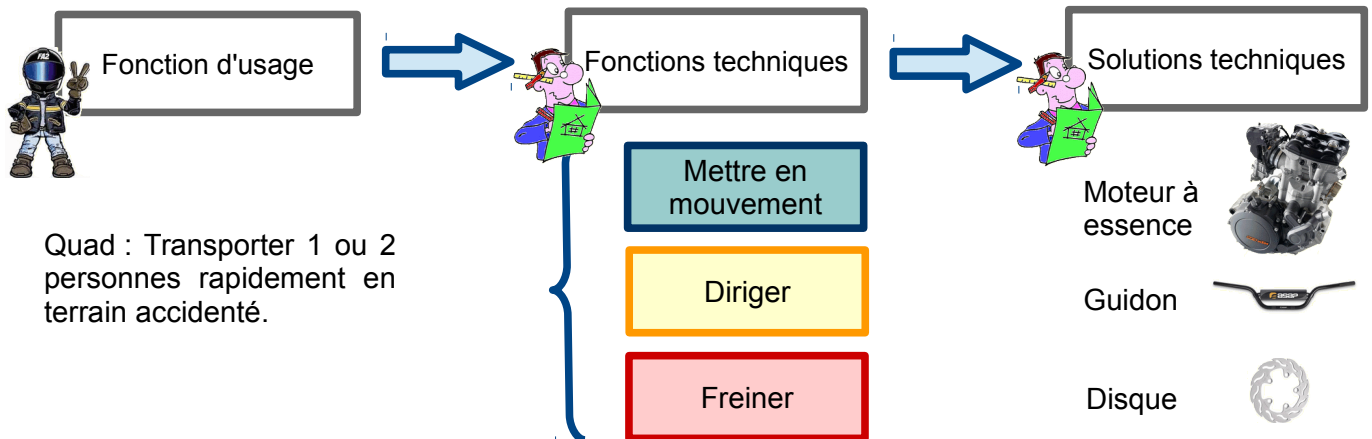 Fonction d'usage
Fonctions techniques
Solutions techniques
Quad : Transporter 1 ou 2
personnes rapidement en
terrain accidenté.
Mettre en
mouvement
Diriger
Freiner
Moteur à
essence
Guidon
Disque